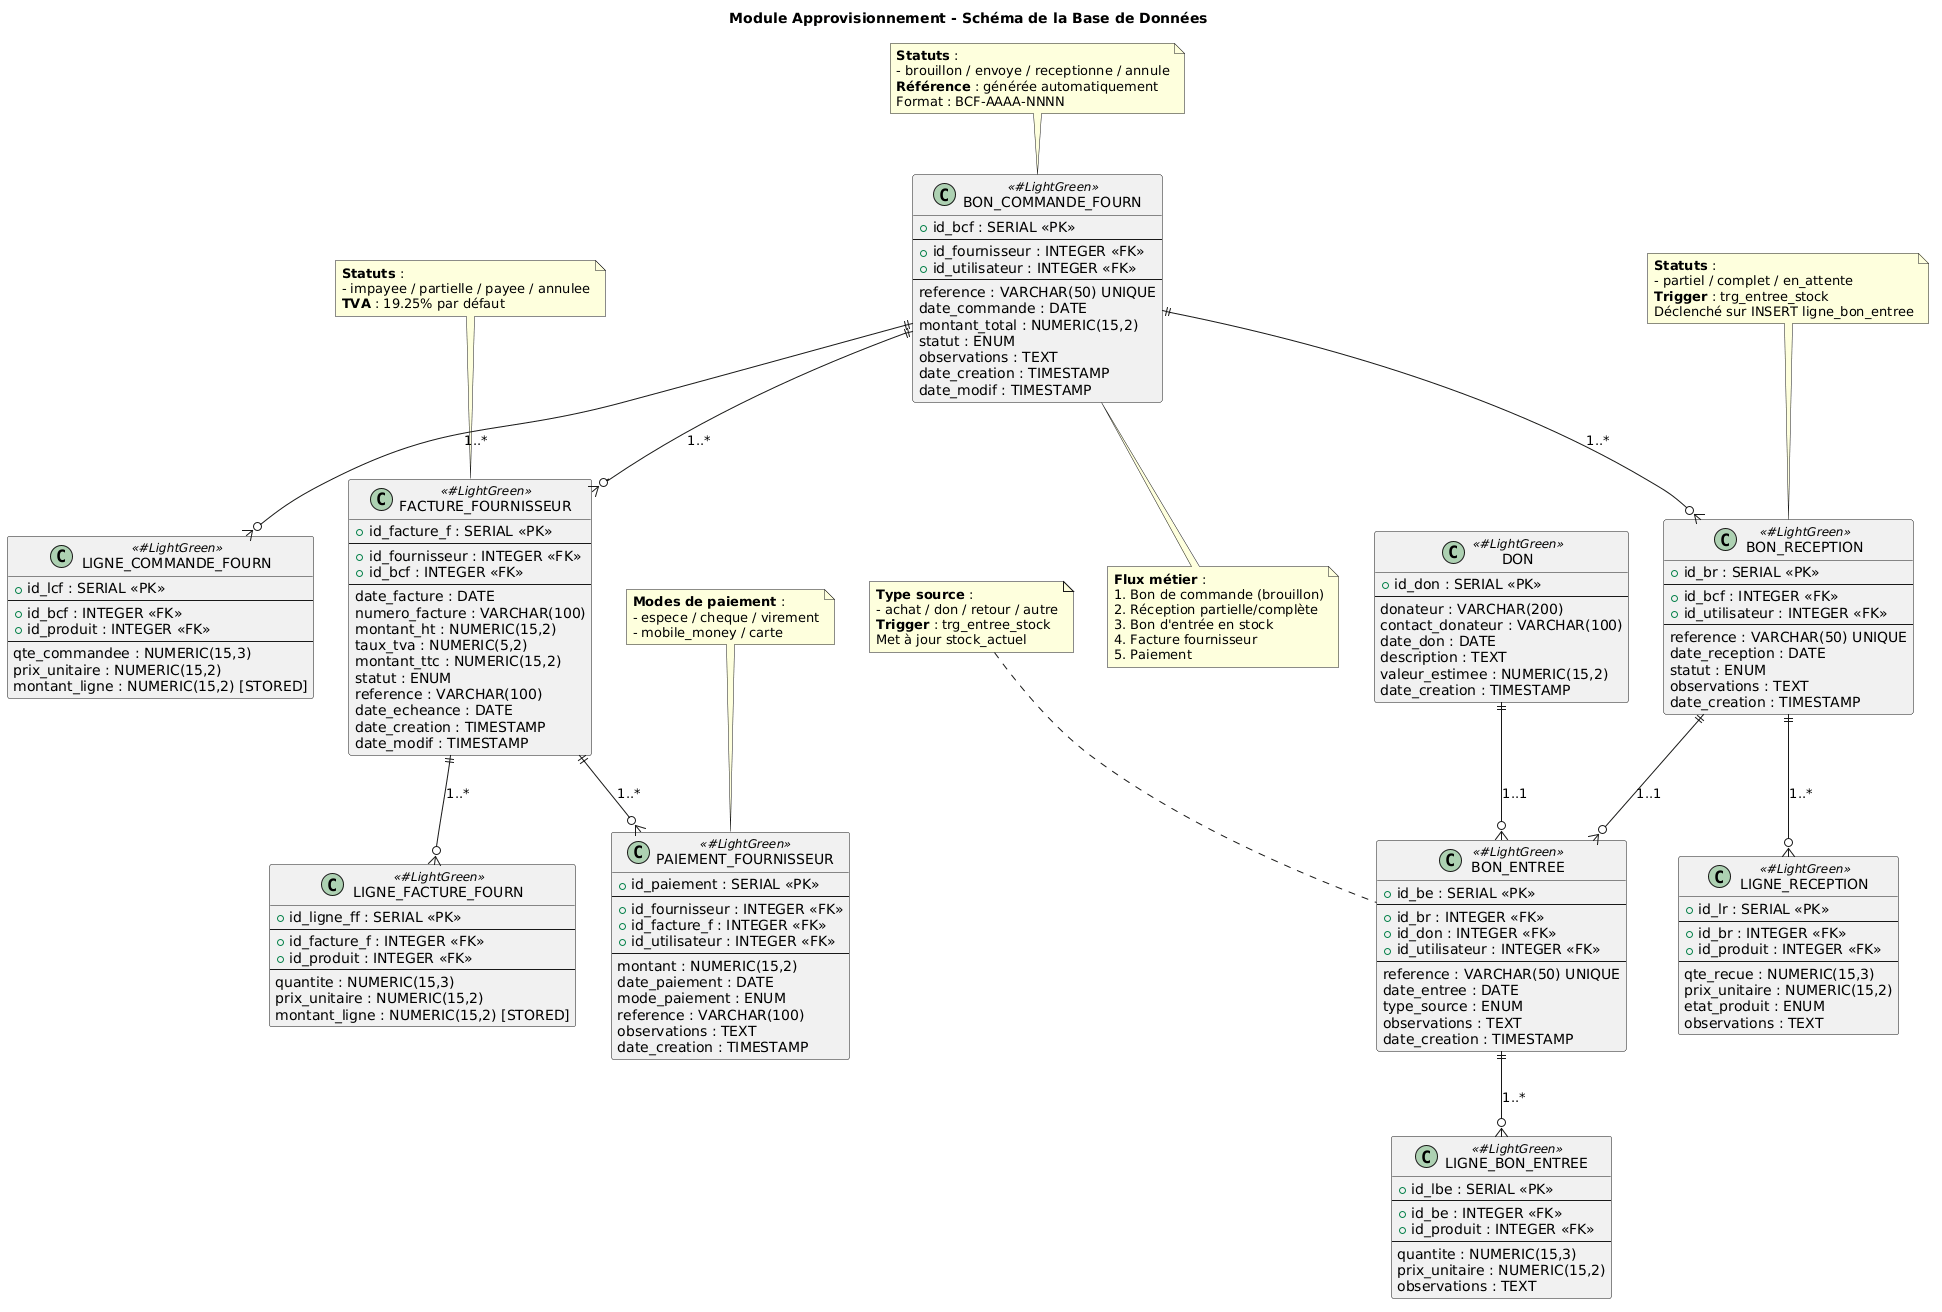 Module Approvisionnement - Schéma de la Base de Données
Statuts :
- brouillon / envoye / receptionne / annule
Référence : générée automatiquement
Format : BCF-AAAA-NNNN
«#LightGreen»
C BON_COMMANDE_FOURN
id_bcf : SERIAL «PK»
id_fournisseur : INTEGER «FK»
id_utilisateur : INTEGER «FK»
reference : VARCHAR(50) UNIQUE
date_commande : DATE
montant_total : NUMERIC(15,2)
statut : ENUM
observations : TEXT
date_creation : TIMESTAMP
date_modif : TIMESTAMP
Statuts :
- impayee / partielle / payee / annulee
TVA : 19.25% par défaut
Statuts :
- partiel / complet / en_attente
Trigger : trg_entree_stock
Déclenché sur INSERT ligne_bon_entree
1..*
1..*
1..*
«#LightGreen»
C LIGNE_COMMANDE_FOURN
id_lcf : SERIAL «PK»
id_bcf : INTEGER «FK»
id_produit : INTEGER «FK»
qte_commandee : NUMERIC(15,3)
prix_unitaire : NUMERIC(15,2)
montant_ligne : NUMERIC(15,2) [STORED]
«#LightGreen»
C FACTURE_FOURNISSEUR
id_facture_f : SERIAL «PK»
id_fournisseur : INTEGER «FK»
id_bcf : INTEGER «FK»
date_facture : DATE
numero_facture : VARCHAR(100)
montant_ht : NUMERIC(15,2)
taux_tva : NUMERIC(5,2)
montant_ttc : NUMERIC(15,2)
statut : ENUM
reference : VARCHAR(100)
date_echeance : DATE
date_creation : TIMESTAMP
date_modif : TIMESTAMP
Modes de paiement :
- espece / cheque / virement
- mobile_money / carte
Type source :
- achat / don / retour / autre
Trigger : trg_entree_stock
Met à jour stock_actuel
Flux métier :
1. Bon de commande (brouillon)
2. Réception partielle/complète
3. Bon d'entrée en stock
4. Facture fournisseur
5. Paiement
«#LightGreen»
C DON
id_don : SERIAL «PK»
donateur : VARCHAR(200)
contact_donateur : VARCHAR(100)
date_don : DATE
description : TEXT
valeur_estimee : NUMERIC(15,2)
date_creation : TIMESTAMP
«#LightGreen»
C BON_RECEPTION
id_br : SERIAL «PK»
id_bcf : INTEGER «FK»
id_utilisateur : INTEGER «FK»
reference : VARCHAR(50) UNIQUE
date_reception : DATE
statut : ENUM
observations : TEXT
date_creation : TIMESTAMP
1..*
1..*
1..1
1..1
1..*
«#LightGreen»
C LIGNE_FACTURE_FOURN
id_ligne_ff : SERIAL «PK»
id_facture_f : INTEGER «FK»
id_produit : INTEGER «FK»
quantite : NUMERIC(15,3)
prix_unitaire : NUMERIC(15,2)
montant_ligne : NUMERIC(15,2) [STORED]
«#LightGreen»
C PAIEMENT_FOURNISSEUR
id_paiement : SERIAL «PK»
id_fournisseur : INTEGER «FK»
id_facture_f : INTEGER «FK»
id_utilisateur : INTEGER «FK»
montant : NUMERIC(15,2)
date_paiement : DATE
mode_paiement : ENUM
reference : VARCHAR(100)
observations : TEXT
date_creation : TIMESTAMP
«#LightGreen»
C BON_ENTREE
id_be : SERIAL «PK»
id_br : INTEGER «FK»
id_don : INTEGER «FK»
id_utilisateur : INTEGER «FK»
reference : VARCHAR(50) UNIQUE
date_entree : DATE
type_source : ENUM
observations : TEXT
date_creation : TIMESTAMP
«#LightGreen»
C LIGNE_RECEPTION
id_lr : SERIAL «PK»
id_br : INTEGER «FK»
id_produit : INTEGER «FK»
qte_recue : NUMERIC(15,3)
prix_unitaire : NUMERIC(15,2)
etat_produit : ENUM
observations : TEXT
1..*
«#LightGreen»
C LIGNE_BON_ENTREE
id_lbe : SERIAL «PK»
id_be : INTEGER «FK»
id_produit : INTEGER «FK»
quantite : NUMERIC(15,3)
prix_unitaire : NUMERIC(15,2)
observations : TEXT